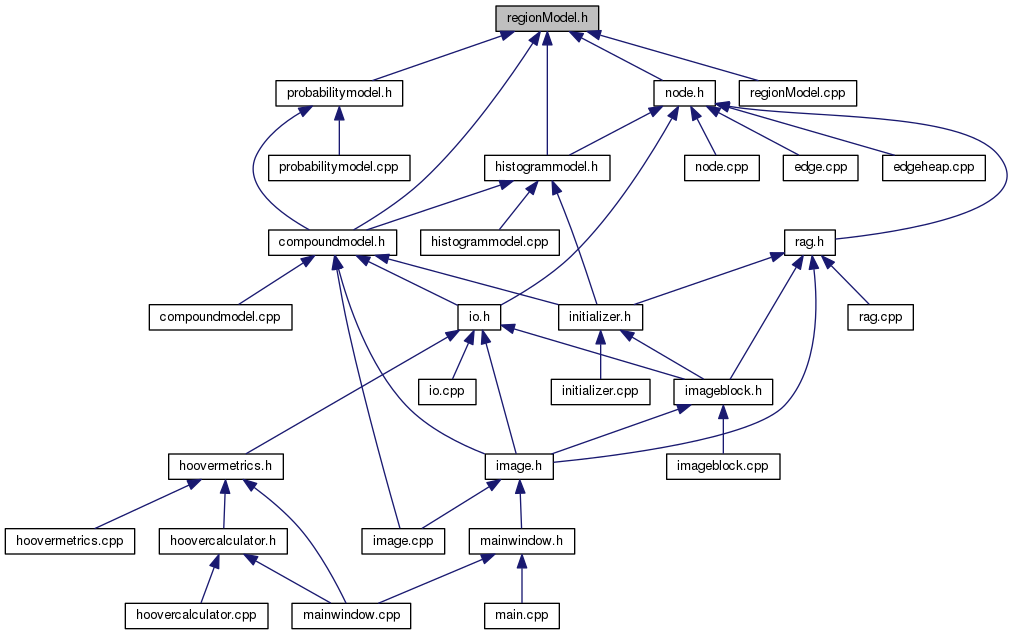 regionModel.h
probabilitymodel.h
node.h
regionModel.cpp
probabilitymodel.cpp
histogrammodel.h
node.cpp
edge.cpp
edgeheap.cpp
compoundmodel.h
histogrammodel.cpp
rag.h
compoundmodel.cpp
io.h
initializer.h
rag.cpp
io.cpp
initializer.cpp
imageblock.h
hoovermetrics.h
image.h
imageblock.cpp
hoovermetrics.cpp
hoovercalculator.h
image.cpp
mainwindow.h
hoovercalculator.cpp
mainwindow.cpp
main.cpp